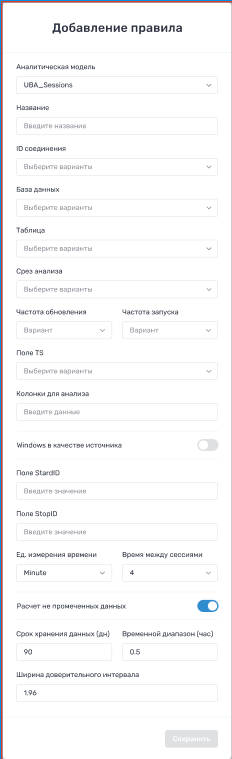 Добавление правила
Аналитическая модель
UBA_Sessions
Название
Введите название
ID соединения
Выберите варианты
База данных
Выберите варианты
Таблица
Выберите варианты
Срез анализа
Выберите варианты
Частота обновления Частота запуска
Вариант Вариант
Поле TS
Выберите варианты
Колонки для анализа
Введите данные
Windows в качестве источника
Поле StardID
Введите значение
Поле StopID
Введите значение
Ед. измерения времени Время между сессиями
Minute 4
Расчет не промеченных данных
Срок хранения данных (дн) Временной диапазон (час)
90 0.5
Ширина доверительного интервала
1.96
Сохранить